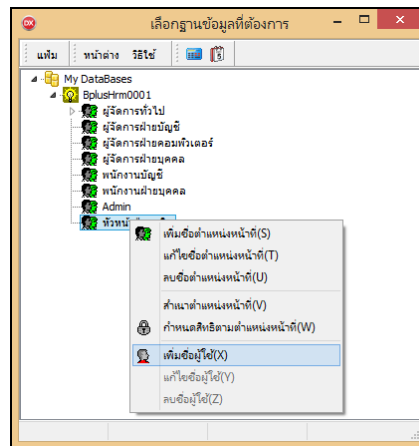 เลือกฐานข้อมูลที่ต้องการ
แฟ้ม หน้าต่าง วิธีใช้
My DataBases
BplusHrm0001
ผู้จัดการทั่วไป
ผู้จัดการฝ่ายบัญชี
ผู้จัดการฝ่ายคอมพิวเตอร์
ผู้จัดการฝ่ายบุคคล
พนักงานบัญชี
พนักงานฝ่ายบุคคล
Admin
เพิ่มชื่อตำแหน่งหน้าที่(S)
แก้ไขชื่อตำแหน่งหน้าที่(T)
ลบชื่อตำแหน่งหน้าที่(U)
สำเนาตำแหน่งหน้าที่(V)
กำหนดสิทธิตามตำแหน่งหน้าที่(W)
เพิ่มชื่อผู้ใช้(X)
แก้ไขชื่อผู้ใช้(Y)
ลบชื่อผู้ใช้(Z)